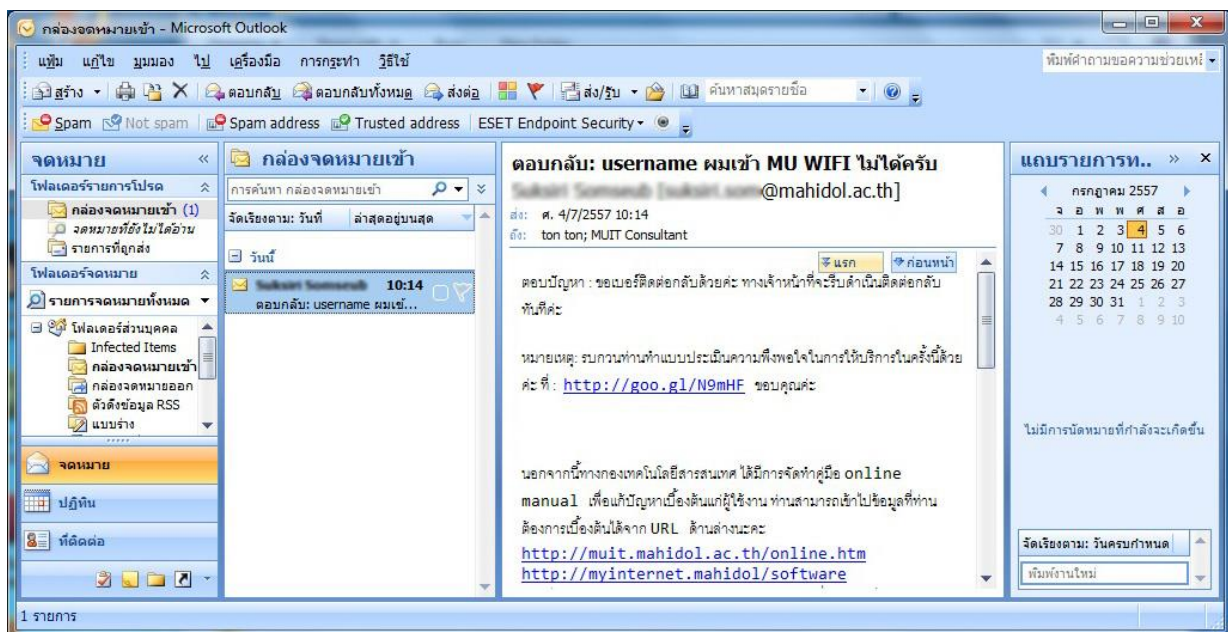 กล่องจดหมายเข้า - Microsoft Outlook
แฟ้ม แก้ไข มุมมอง ไป เครื่องมือ การกระทำ วิธีใช้ พิมพ์คำถามขอความช่วยเหลื
สร้าง ตอบกลับ ตอบกลับทั้งหมด ส่งต่อ ส่ง/รับ ค้นหาสมุดรายชื่อ
Spam Not spam Spam address Trusted address ESET Endpoint Security
จดหมาย «
โฟลเดอร์รายการโปรด
กล่องจดหมายเข้า (1)
จดหมายที่ยังไม่ได้อ่าน
รายการที่ถูกส่ง
โฟลเดอร์จดหมาย
รายการจดหมายทั้งหมด
โฟลเดอร์ส่วนบุคคล
Infected Items
กล่องจดหมายเข้า
กล่องจดหมายออก
ตัวดึงข้อมูล RSS
แบบร่าง
จดหมาย
ปฏิทิน
ที่ติดต่อ
กล่องจดหมายเข้า
การค้นหา กล่องจดหมายเข้า
จัดเรียงตาม: วันที่ ล่าสุดอยู่บนสุด
วันนี้
10:14
ตอบกลับ: username ผมเข้...
ตอบกลับ: username ผมเข้า MU WIFI ไม่ได้ครับ
@mahidol.ac.th]
ส่ง: ศ. 4/7/2557 10:14
ถึง: ton ton; MUIT Consultant
แรก ก่อนหน้า
ตอบปัญหา : ขอเบอร์ติดต่อกลับด้วยค่ะ ทางเจ้าหน้าที่จะรีบดำเนินติดต่อกลับ
ทันทีค่ะ
หมายเหตุ: รบกวนท่านทำแบบประเมินความพึงพอใจในการให้บริการในครั้งนี้ด้วย
ค่ะ ที่ : http://goo.gl/N9mHF ขอบคุณค่ะ
นอกจากนี้ทางกองเทคโนโลยีสารสนเทศ ได้มีการจัดทำคู่มือ online
manual เพื่อแก้ปัญหาเบื้องต้นแก่ผู้ใช้งาน ท่านสามารถเข้าไปข้อมูลที่ท่าน
ต้องการเบื้องต้นได้จาก URL ด้านล่างนะคะ
http://muit.mahidol.ac.th/online.htm
http://myinternet.mahidol/software
แถบรายการท.. » ×
กรกฎาคม 2557
จ อ พ พ ศ ส อ
30 1 2 3 4 5 6
7 8 9 10 11 12 13
14 15 16 17 18 19 20
21 22 23 24 25 26 27
28 29 30 31 1 2 3
4 5 6 7 8 9 10
ไม่มีการนัดหมายที่กำลังจะเกิดขึ้น
จัดเรียงตาม: วันครบกำหนด
พิมพ์งานใหม่
1 รายการ